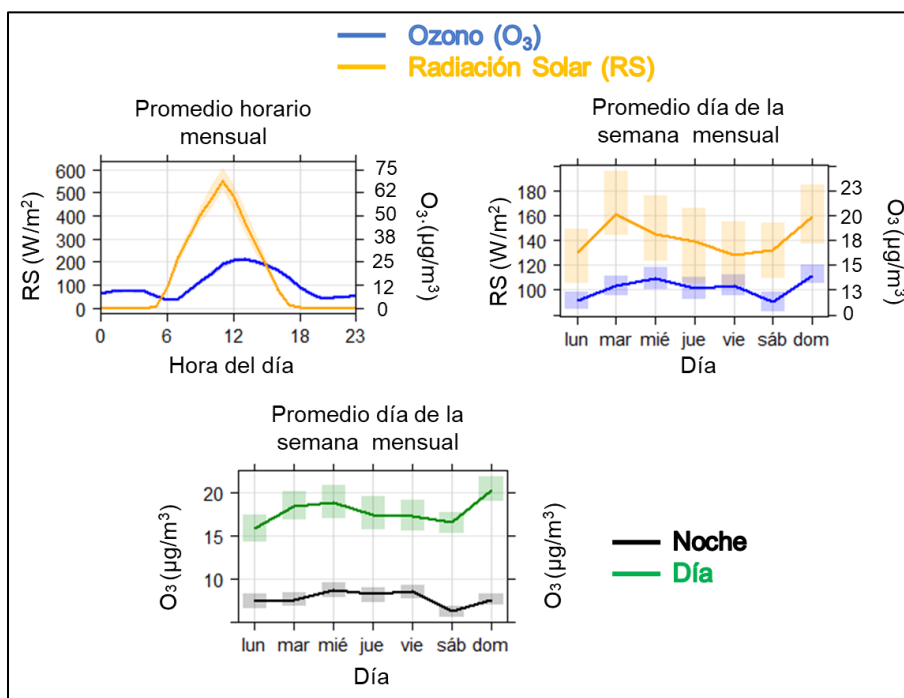 Ozono (O₃)
Radiación Solar (RS)
Promedio horario
mensual
RS (W/m²)
600
500
400
300
200
100
0
75
62
50
38
25
12
0
O₃. (µg/m³)
0 6 12 18 23
Hora del día
Promedio día de la
semana mensual
RS (W/m²)
180
160
140
120
100
23
20
18
15
13
0
O₃ (µg/m³)
lun mar mié jue vie sáb dom
Día
Promedio día de la
semana mensual
O₃ (µg/m³)
20
15
10
O₃ (µg/m³)
lun mar mié jue vie sáb dom
Día
Noche
Día